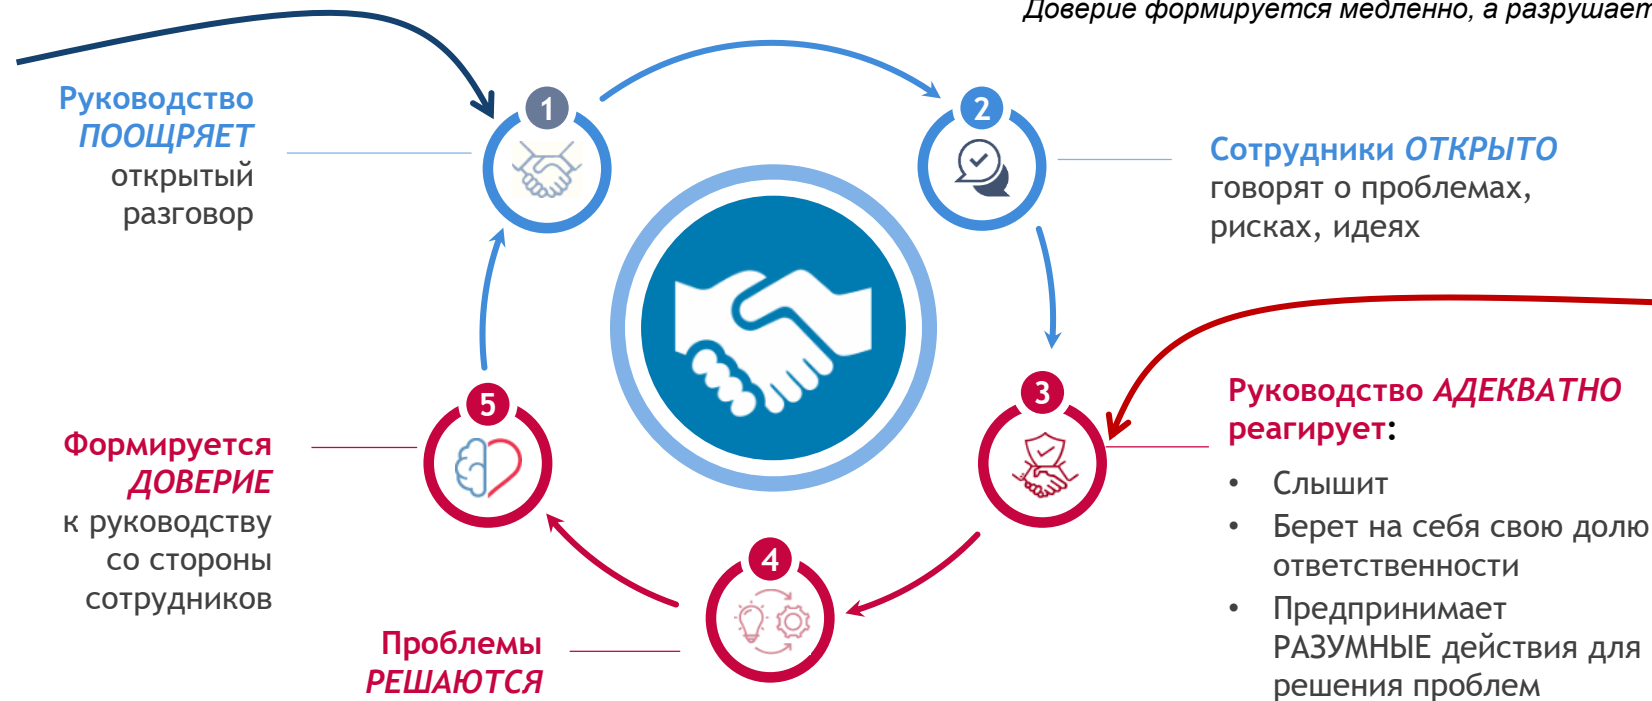 Доверие формируется медленно, а разрушает
1
Руководство
ПООЩРЯЕТ
открытый
разговор
2
Сотрудники ОТКРЫТО
говорят о проблемах,
рисках, идеях
3
Руководство АДЕКВАТНО
реагирует:
• Слышит
• Берет на себя свою долю
ответственности
• Предпринимает
РАЗУМНЫЕ действия для
решения проблем
4
Проблемы
РЕШАЮТСЯ
5
Формируется
ДОВЕРИЕ
к руководству
со стороны
сотрудников